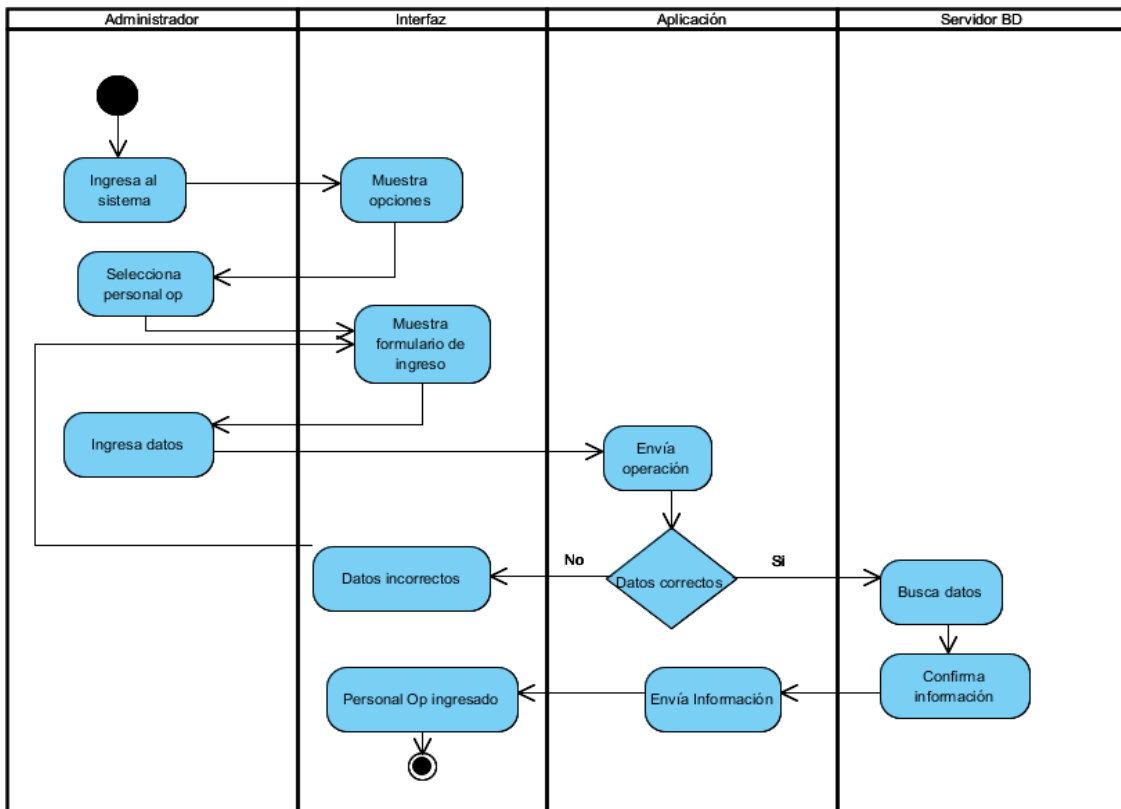 Administrador
Interfaz
Aplicación
Servidor BD
Ingresa al
sistema
Muestra
opciones
Selecciona
personal op
Muestra
formulario de
ingreso
Ingresa datos
Envía
operación
No
Si
Datos incorrectos
Datos correctos
Busca datos
Personal Op ingresado
Envía Información
Confirma
información